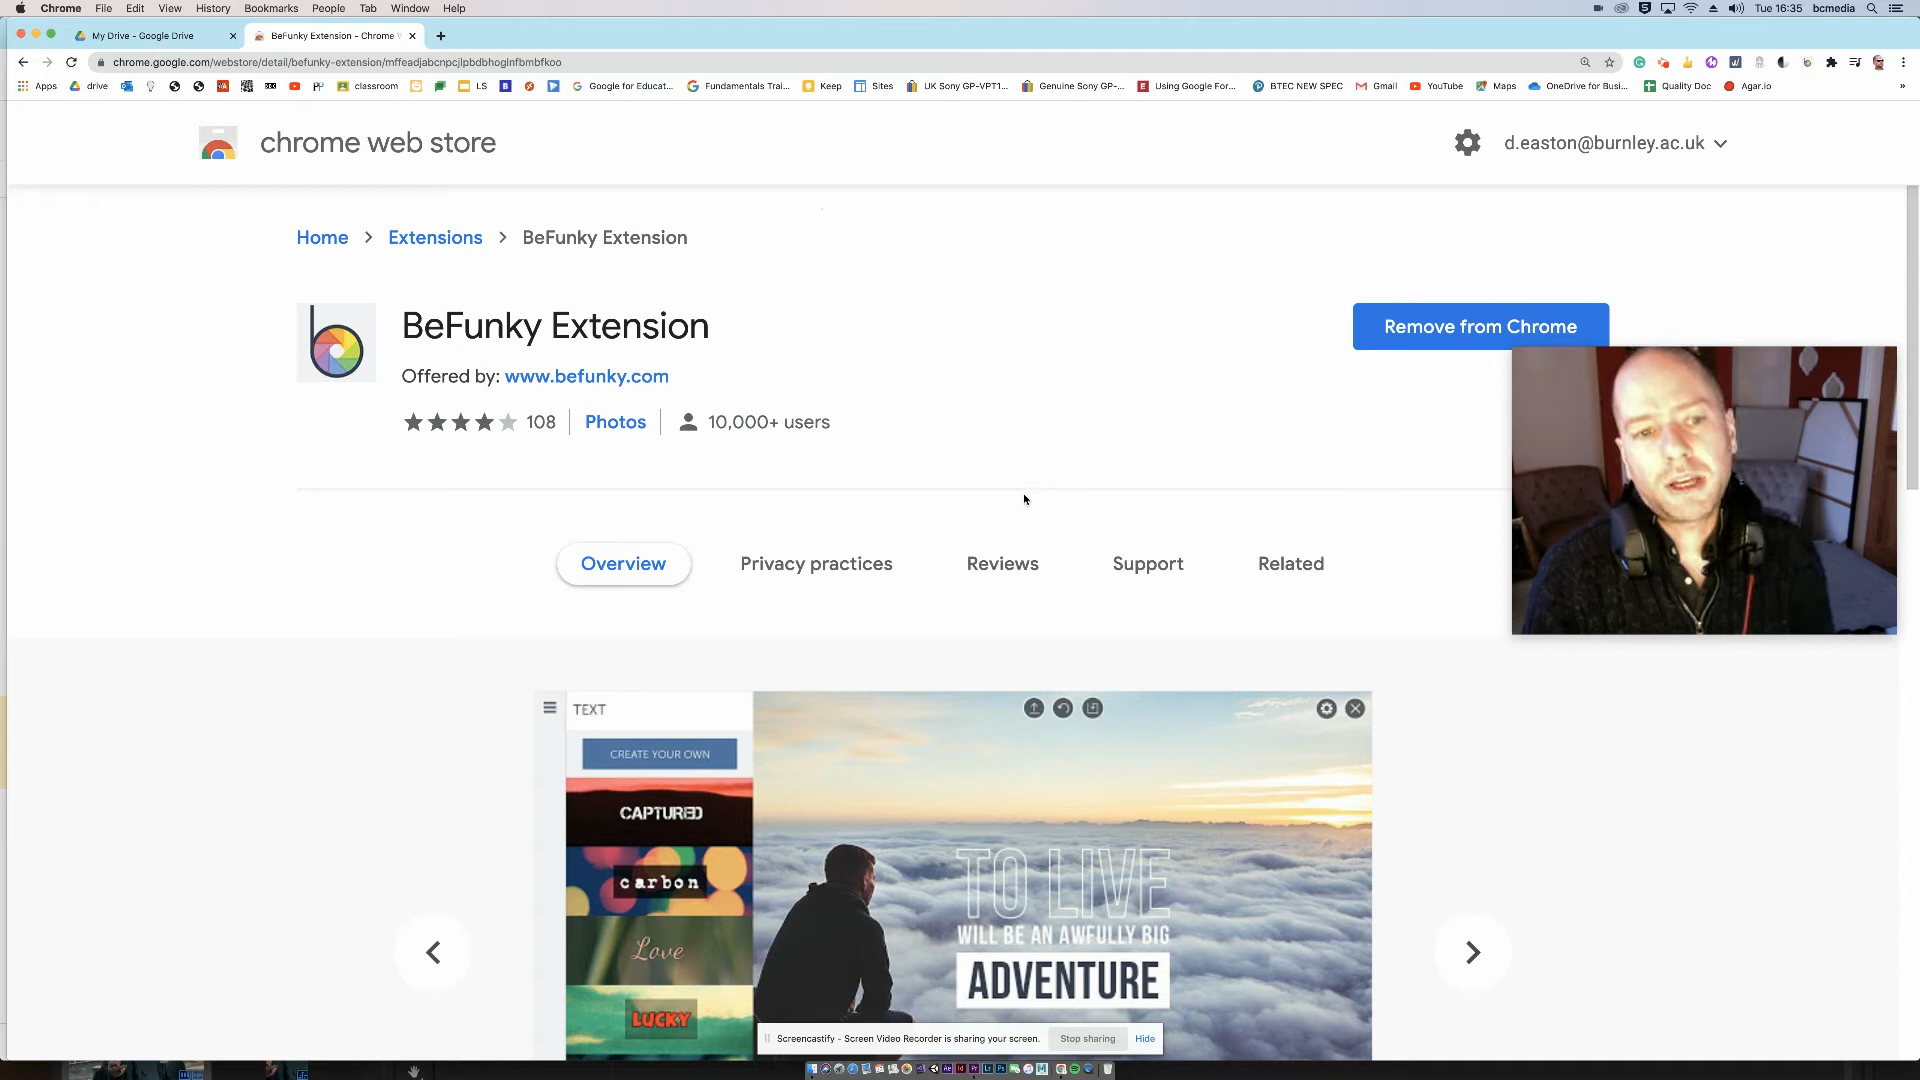 Chrome File Edit View History Bookmarks People Tab Window Help Tue 16:35 bcmedia
My Drive - Google Drive BeFunky Extension - Chrome
chrome.google.com/webstore/detail/befunky-extension/mffeadjabcnpcjlpbdbhoglnfbmbfkoo
Apps drive classroom LS Google for Educat... Fundamentals Trai... Keep Sites UK Sony GP-VPT1... Genuine Sony GP-... Using Google For... BTEC NEW SPEC Gmail YouTube Maps OneDrive for Busi... Quality Doc Agar.io »
chrome web store d.easton@burnley.ac.uk
Home > Extensions > BeFunky Extension
BeFunky Extension
Remove from Chrome
Offered by: www.befunky.com
108 Photos 10,000+ users
Overview Privacy practices Reviews Support Related
TEXT
CREATE YOUR OWN
CAPTURED
carbon
Love
LUCKY
TO LIVE
WILL BE AN AWFULLY BIG
ADVENTURE
Screencastify - Screen Video Recorder is sharing your screen. Stop sharing Hide